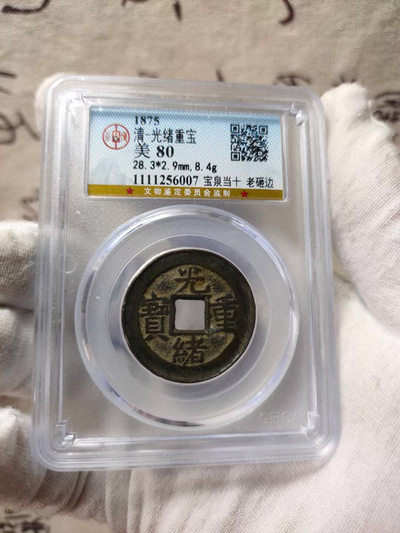 1875
清·光绪重宝
美 80
28.3*2.9mm,8.4g
1111256007 宝泉当十 老砸边
★ 文物鉴定委员会监制 ★
光
寶 重
緒